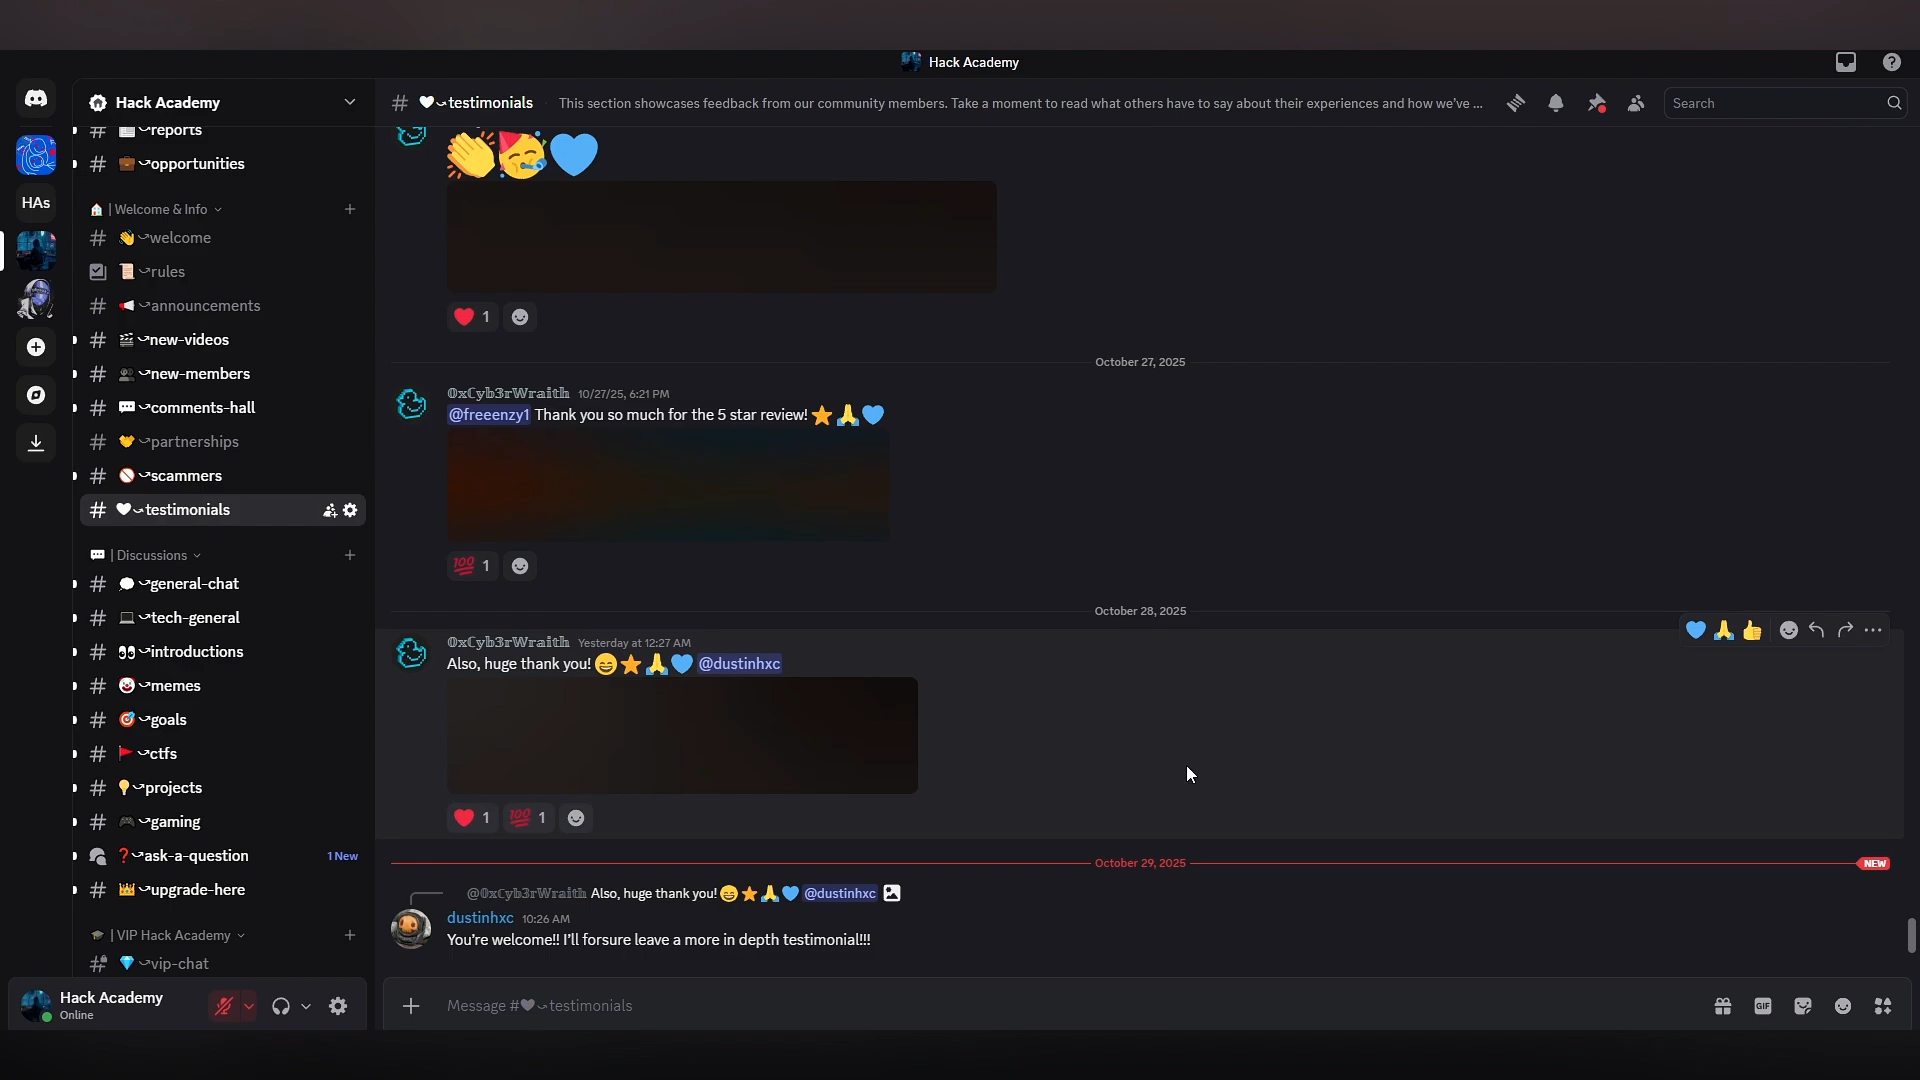 Hack Academy
Hack Academy
reports
opportunities
| Welcome & Info
welcome
rules
announcements
new-videos
new-members
comments-hall
partnerships
scammers
testimonials
| Discussions
general-chat
tech-general
introductions
memes
goals
ctfs
projects
gaming
ask-a-question 1 New
upgrade-here
| VIP Hack Academy
vip-chat
Hack Academy
Online
HAs
testimonials This section showcases feedback from our community members. Take a moment to read what others have to say about their experiences and how we've ...
Search
1
October 27, 2025
0xCyb3rWraith 10/27/25, 6:21 PM
@freeenzy1 Thank you so much for the 5 star review!
1
October 28, 2025
0xCyb3rWraith Yesterday at 12:27 AM
Also, huge thank you! @dustinhxc
1 1
October 29, 2025 NEW
@0xCyb3rWraith Also, huge thank you! @dustinhxc
dustinhxc 10:26 AM
You're welcome!! I'll forsure leave a more in depth testimonial!!!
Message # testimonials
GIF